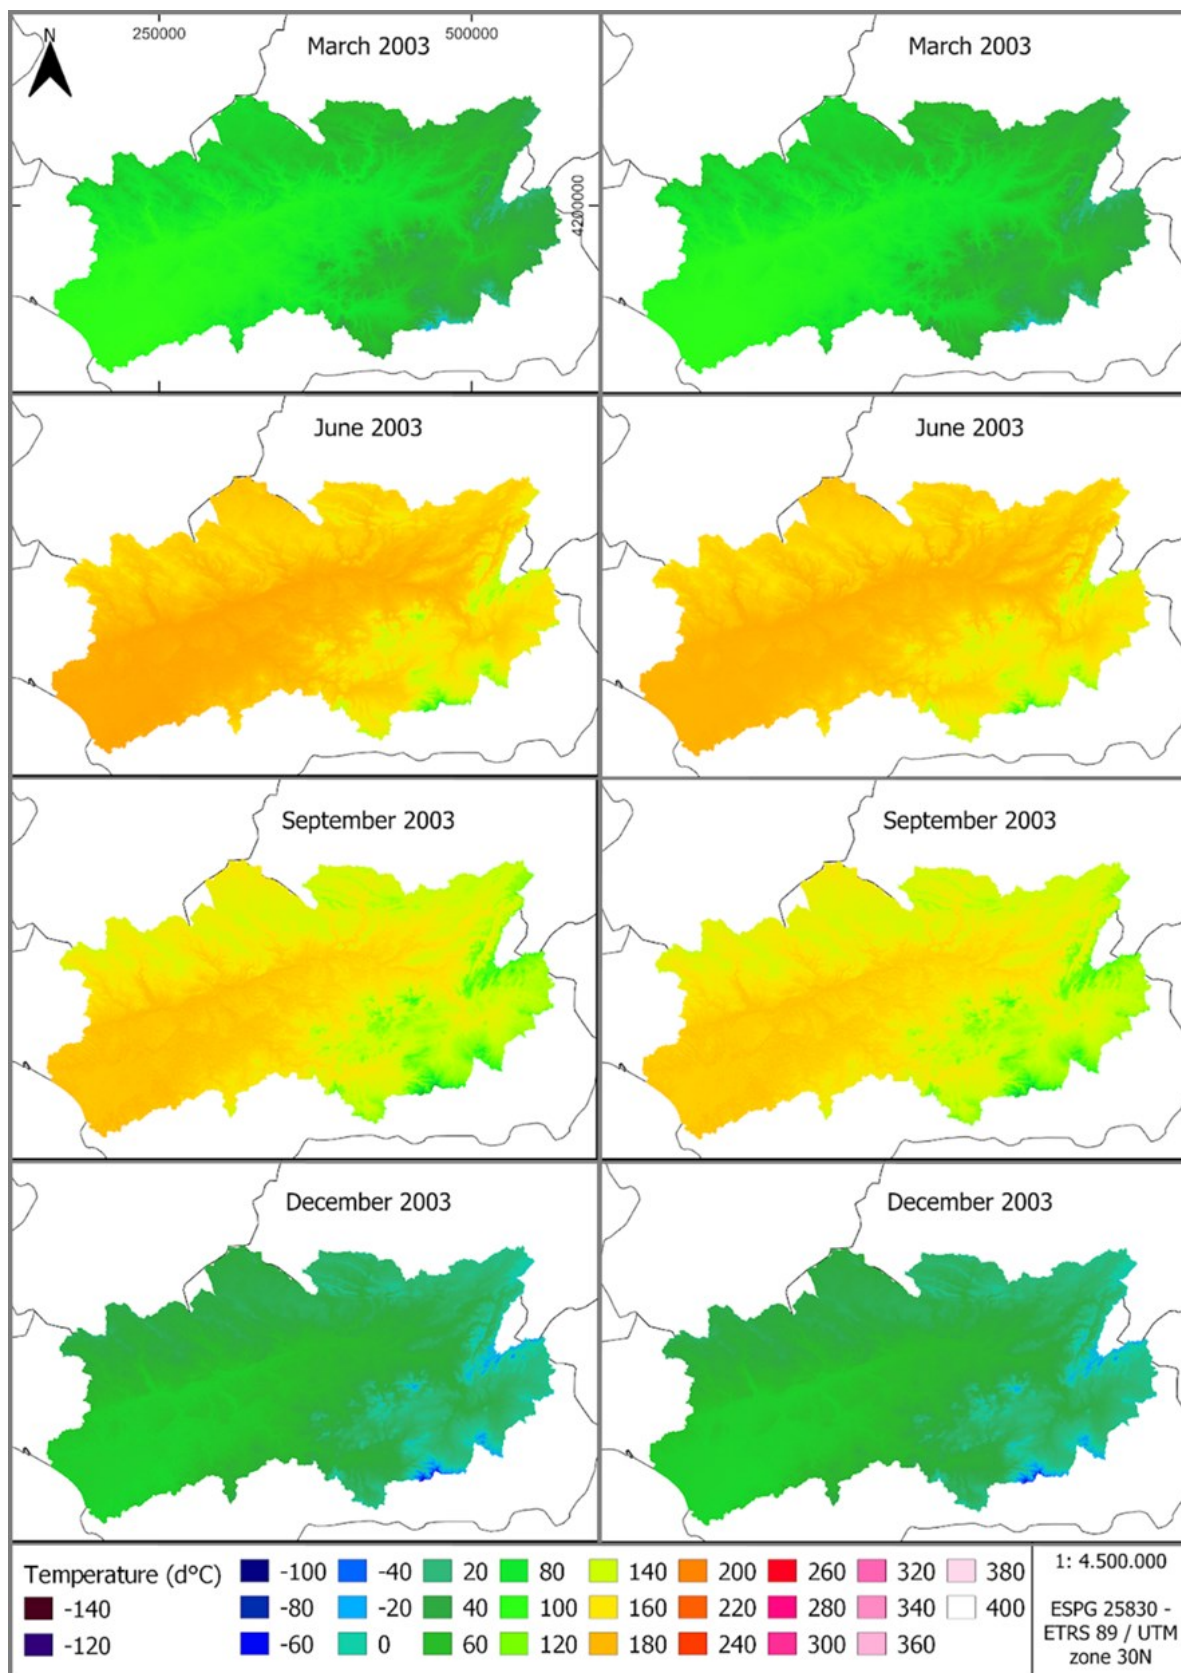 N
250000
500000
March 2003
March 2003
4200000
June 2003
June 2003
September 2003
September 2003
December 2003
December 2003
Temperature (d°C)
-140
-120
-100
-80
-60
-40
-20
0
20
40
60
80
100
120
140
160
180
200
220
240
260
280
300
320
340
360
380
400
1: 4.500.000
ESPG 25830 -
ETRS 89 / UTM
zone 30N